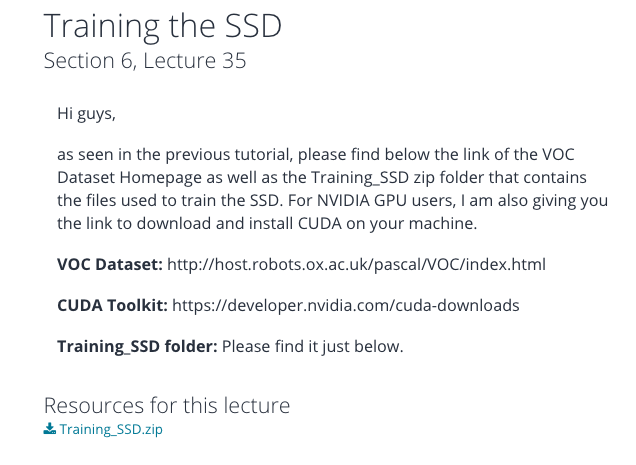 Training the SSD
Section 6, Lecture 35
Hi guys,
as seen in the previous tutorial, please find below the link of the VOC
Dataset Homepage as well as the Training_SSD zip folder that contains
the files used to train the SSD. For NVIDIA GPU users, I am also giving you
the link to download and install CUDA on your machine.
VOC Dataset: http://host.robots.ox.ac.uk/pascal/VOC/index.html
CUDA Toolkit: https://developer.nvidia.com/cuda-downloads
Training_SSD folder: Please find it just below.
Resources for this lecture
Training_SSD.zip